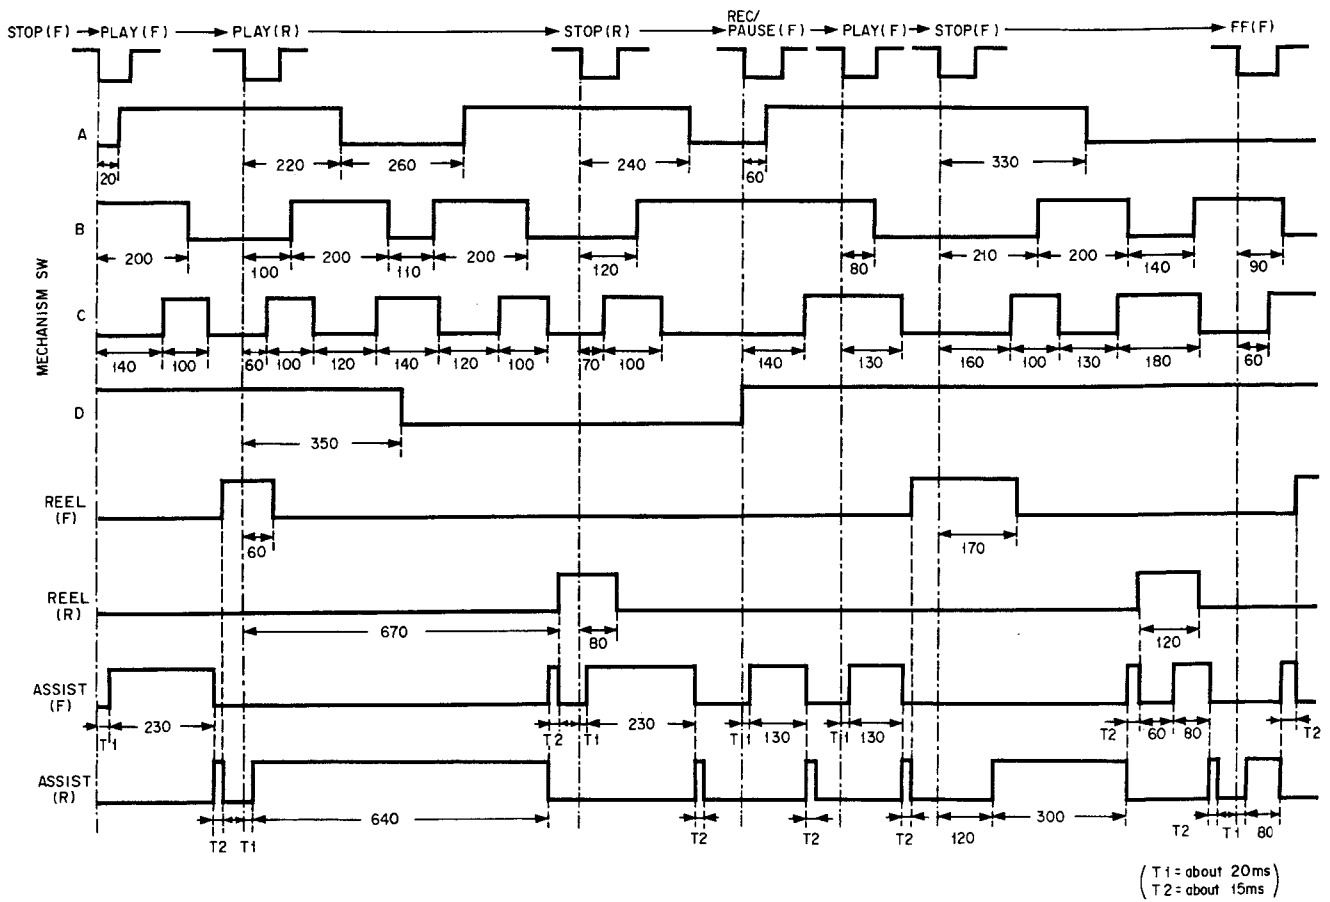 REC/
STOP(F) → PLAY(F) → PLAY(R) → STOP(R) → PAUSE(F) → PLAY(F) → STOP(F) → FF(F)
MECHANISM SW
A
20 220 260 240 60 330
B
200 100 200 110 200 120 80 210 200 140 90
C
140 100 60 100 120 140 120 100 70 100 140 130 160 100 130 180 60
D
350
REEL
(F)
60 170
REEL
(R)
670 80 120
ASSIST
(F)
T1 230 T2 T1 230 T1 130 T1 130 T2 60 80 T2
ASSIST
(R)
T2 T1 640 T2 T2 T2 120 300 T2 T1 80
(T1= about 20ms
T2= about 15ms)